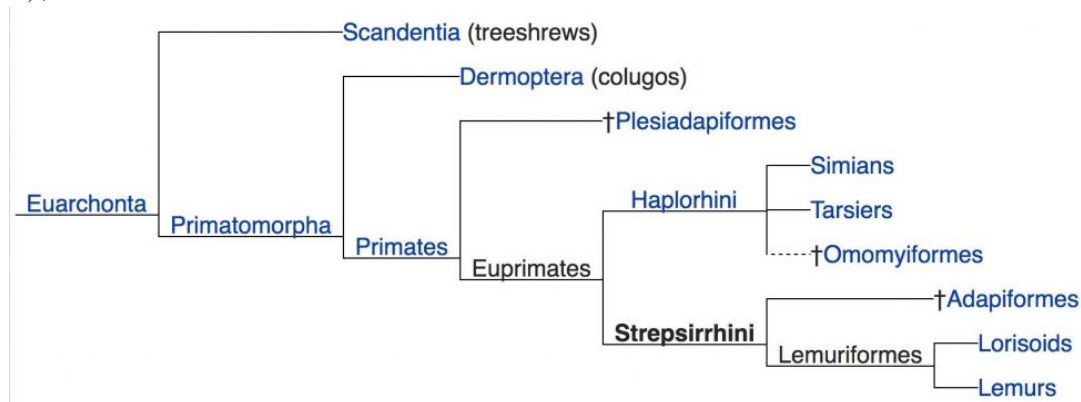 Scandentia (treeshrews)
Dermoptera (colugos)
†Plesiadapiformes
Simians
Euarchonta
Haplorhini
Tarsiers
Primatomorpha
Primates
Euprimates
†Omomyiformes
†Adapiformes
Strepsirrhini
Lorisoids
Lemuriformes
Lemurs